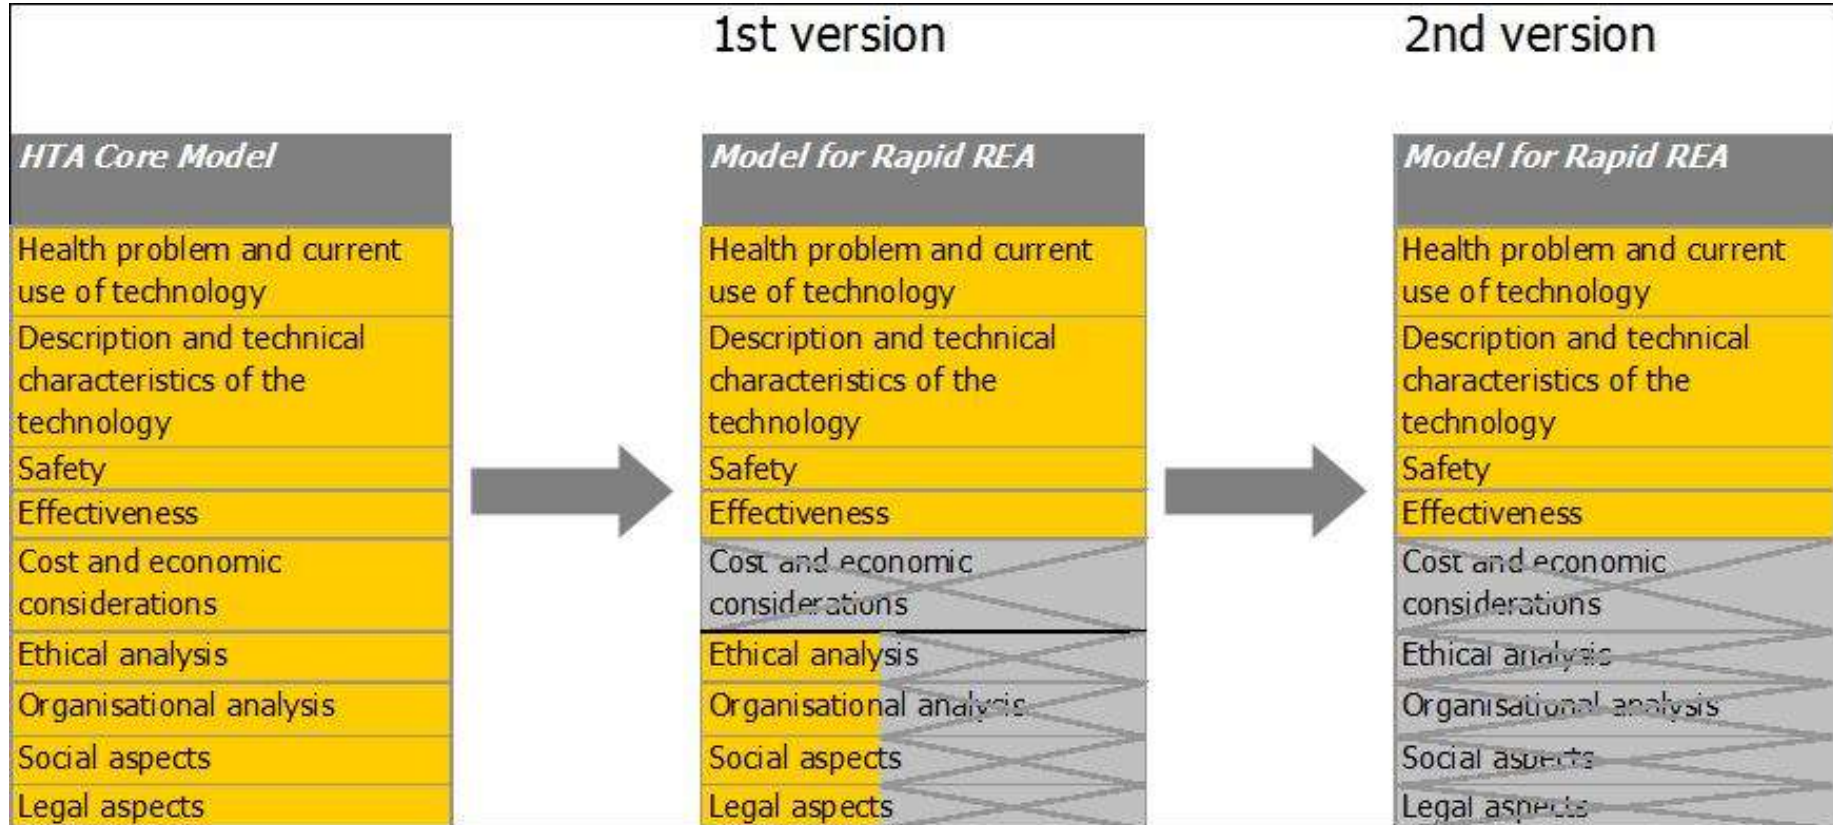 1st version
2nd version
HTA Core Model
Health problem and current
use of technology
Description and technical
characteristics of the
technology
Safety
Effectiveness
Cost and economic
considerations
Ethical analysis
Organisational analysis
Social aspects
Legal aspects
Model for Rapid REA
Health problem and current
use of technology
Description and technical
characteristics of the
technology
Safety
Effectiveness
Cost and economic
considerations
Ethical analysis
Organisational analysis
Social aspects
Legal aspects
Model for Rapid REA
Health problem and current
use of technology
Description and technical
characteristics of the
technology
Safety
Effectiveness
Cost and economic
considerations
Ethical analysis
Organisational analysis
Social aspects
Legal aspects